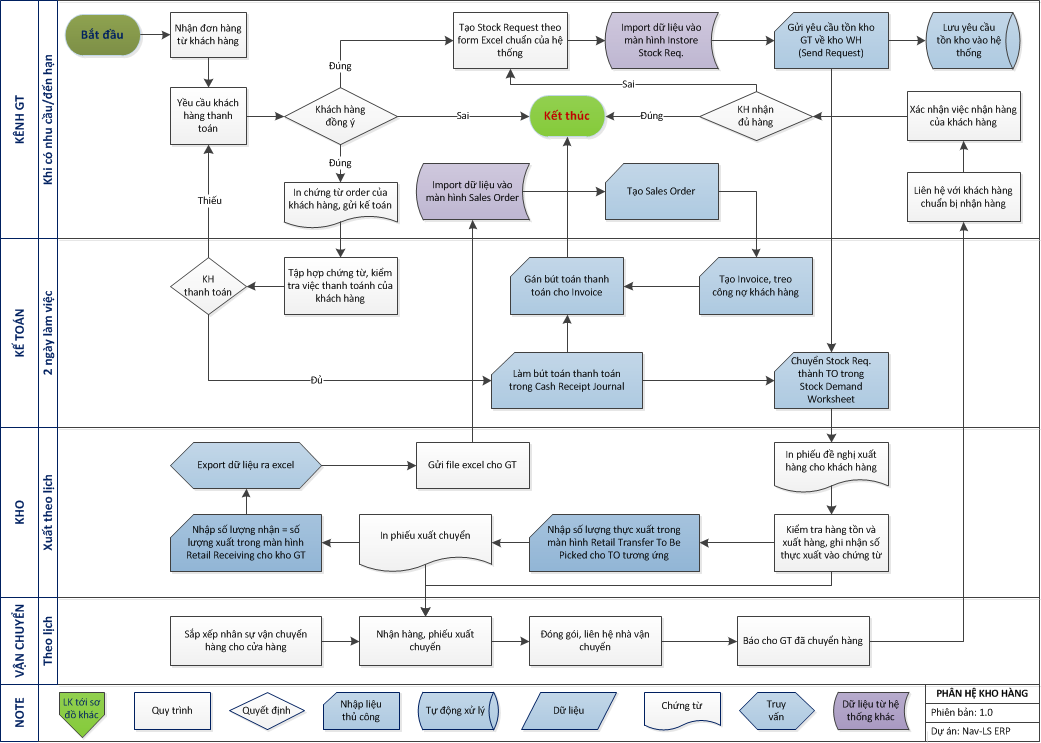 KÊNH GT
Khi có nhu cầu/đến hạn
Bắt đầu
Nhận đơn hàng
từ khách hàng
Tạo Stock Request theo
form Excel chuẩn của hệ
thống
Import dữ liệu vào
màn hình Instore
Stock Req.
Gửi yêu cầu tồn kho
GT về kho WH
(Send Request)
Lưu yêu cầu
tồn kho vào hệ
thống
Đúng
Sai
Yêu cầu khách
hàng thanh
toán
Khách hàng
đồng ý
Sai
Kết thúc
Đúng
KH nhận
đủ hàng
Xác nhận việc nhận hàng
của khách hàng
Đúng
In chứng từ order của
khách hàng, gửi kế toán
Import dữ liệu vào
màn hình Sales Order
Tạo Sales Order
Liên hệ với khách hàng
chuẩn bị nhận hàng
Thiếu
KẾ TOÁN
2 ngày làm việc
KH
thanh toán
Tập hợp chứng từ, kiểm
tra việc thanh toánh của
khách hàng
Gán bút toán thanh
toán cho Invoice
Tạo Invoice, treo
công nợ khách hàng
Đủ
Làm bút toán thanh toán
trong Cash Receipt Journal
Chuyển Stock Req.
thành TO trong
Stock Demand
Worksheet
KHO
Xuất theo lịch
Export dữ liệu ra excel
Gửi file excel cho GT
In phiếu đề nghị xuất
hàng cho khách hàng
Nhập số lượng nhận = số
lượng xuất trong màn hình
Retail Receiving cho kho GT
In phiếu xuất chuyển
Nhập số lượng thực xuất trong
màn hình Retail Transfer To Be
Picked cho TO tương ứng
Kiểm tra hàng tồn và
xuất hàng, ghi nhận số
thực xuất vào chứng từ
VẬN CHUYỂN
Theo lịch
Sắp xếp nhân sự vận chuyển
hàng cho cửa hàng
Nhận hàng, phiếu xuất
chuyển
Đóng gói, liên hệ nhà vận
chuyển
Báo cho GT đã chuyển hàng
NOTE
LK tới sơ
đồ khác
Quy trình
Quyết định
Nhập liệu
thủ công
Tự động xử lý
Dữ liệu
Chứng từ
Truy
vấn
Dữ liệu từ hệ
thống khác
PHÂN HỆ KHO HÀNG
Phiên bản: 1.0
Dự án: Nav-LS ERP